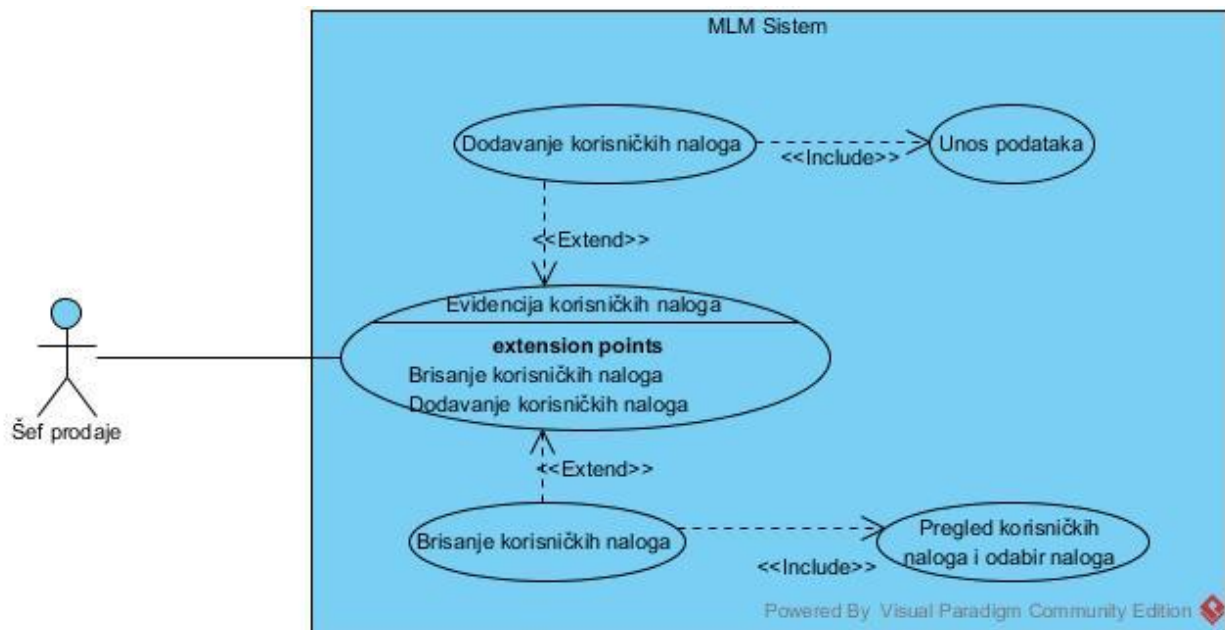 MLM Sistem
Dodavanje korisničkih naloga
<<Include>>
Unos podataka
<<Extend>>
Evidencija korisničkih naloga
extension points
Brisanje korisničkih naloga
Dodavanje korisničkih naloga
Šef prodaje
<<Extend>>
Brisanje korisničkih naloga
<<Include>>
Pregled korisničkih
naloga i odabir naloga
Powered By Visual Paradigm Community Edition